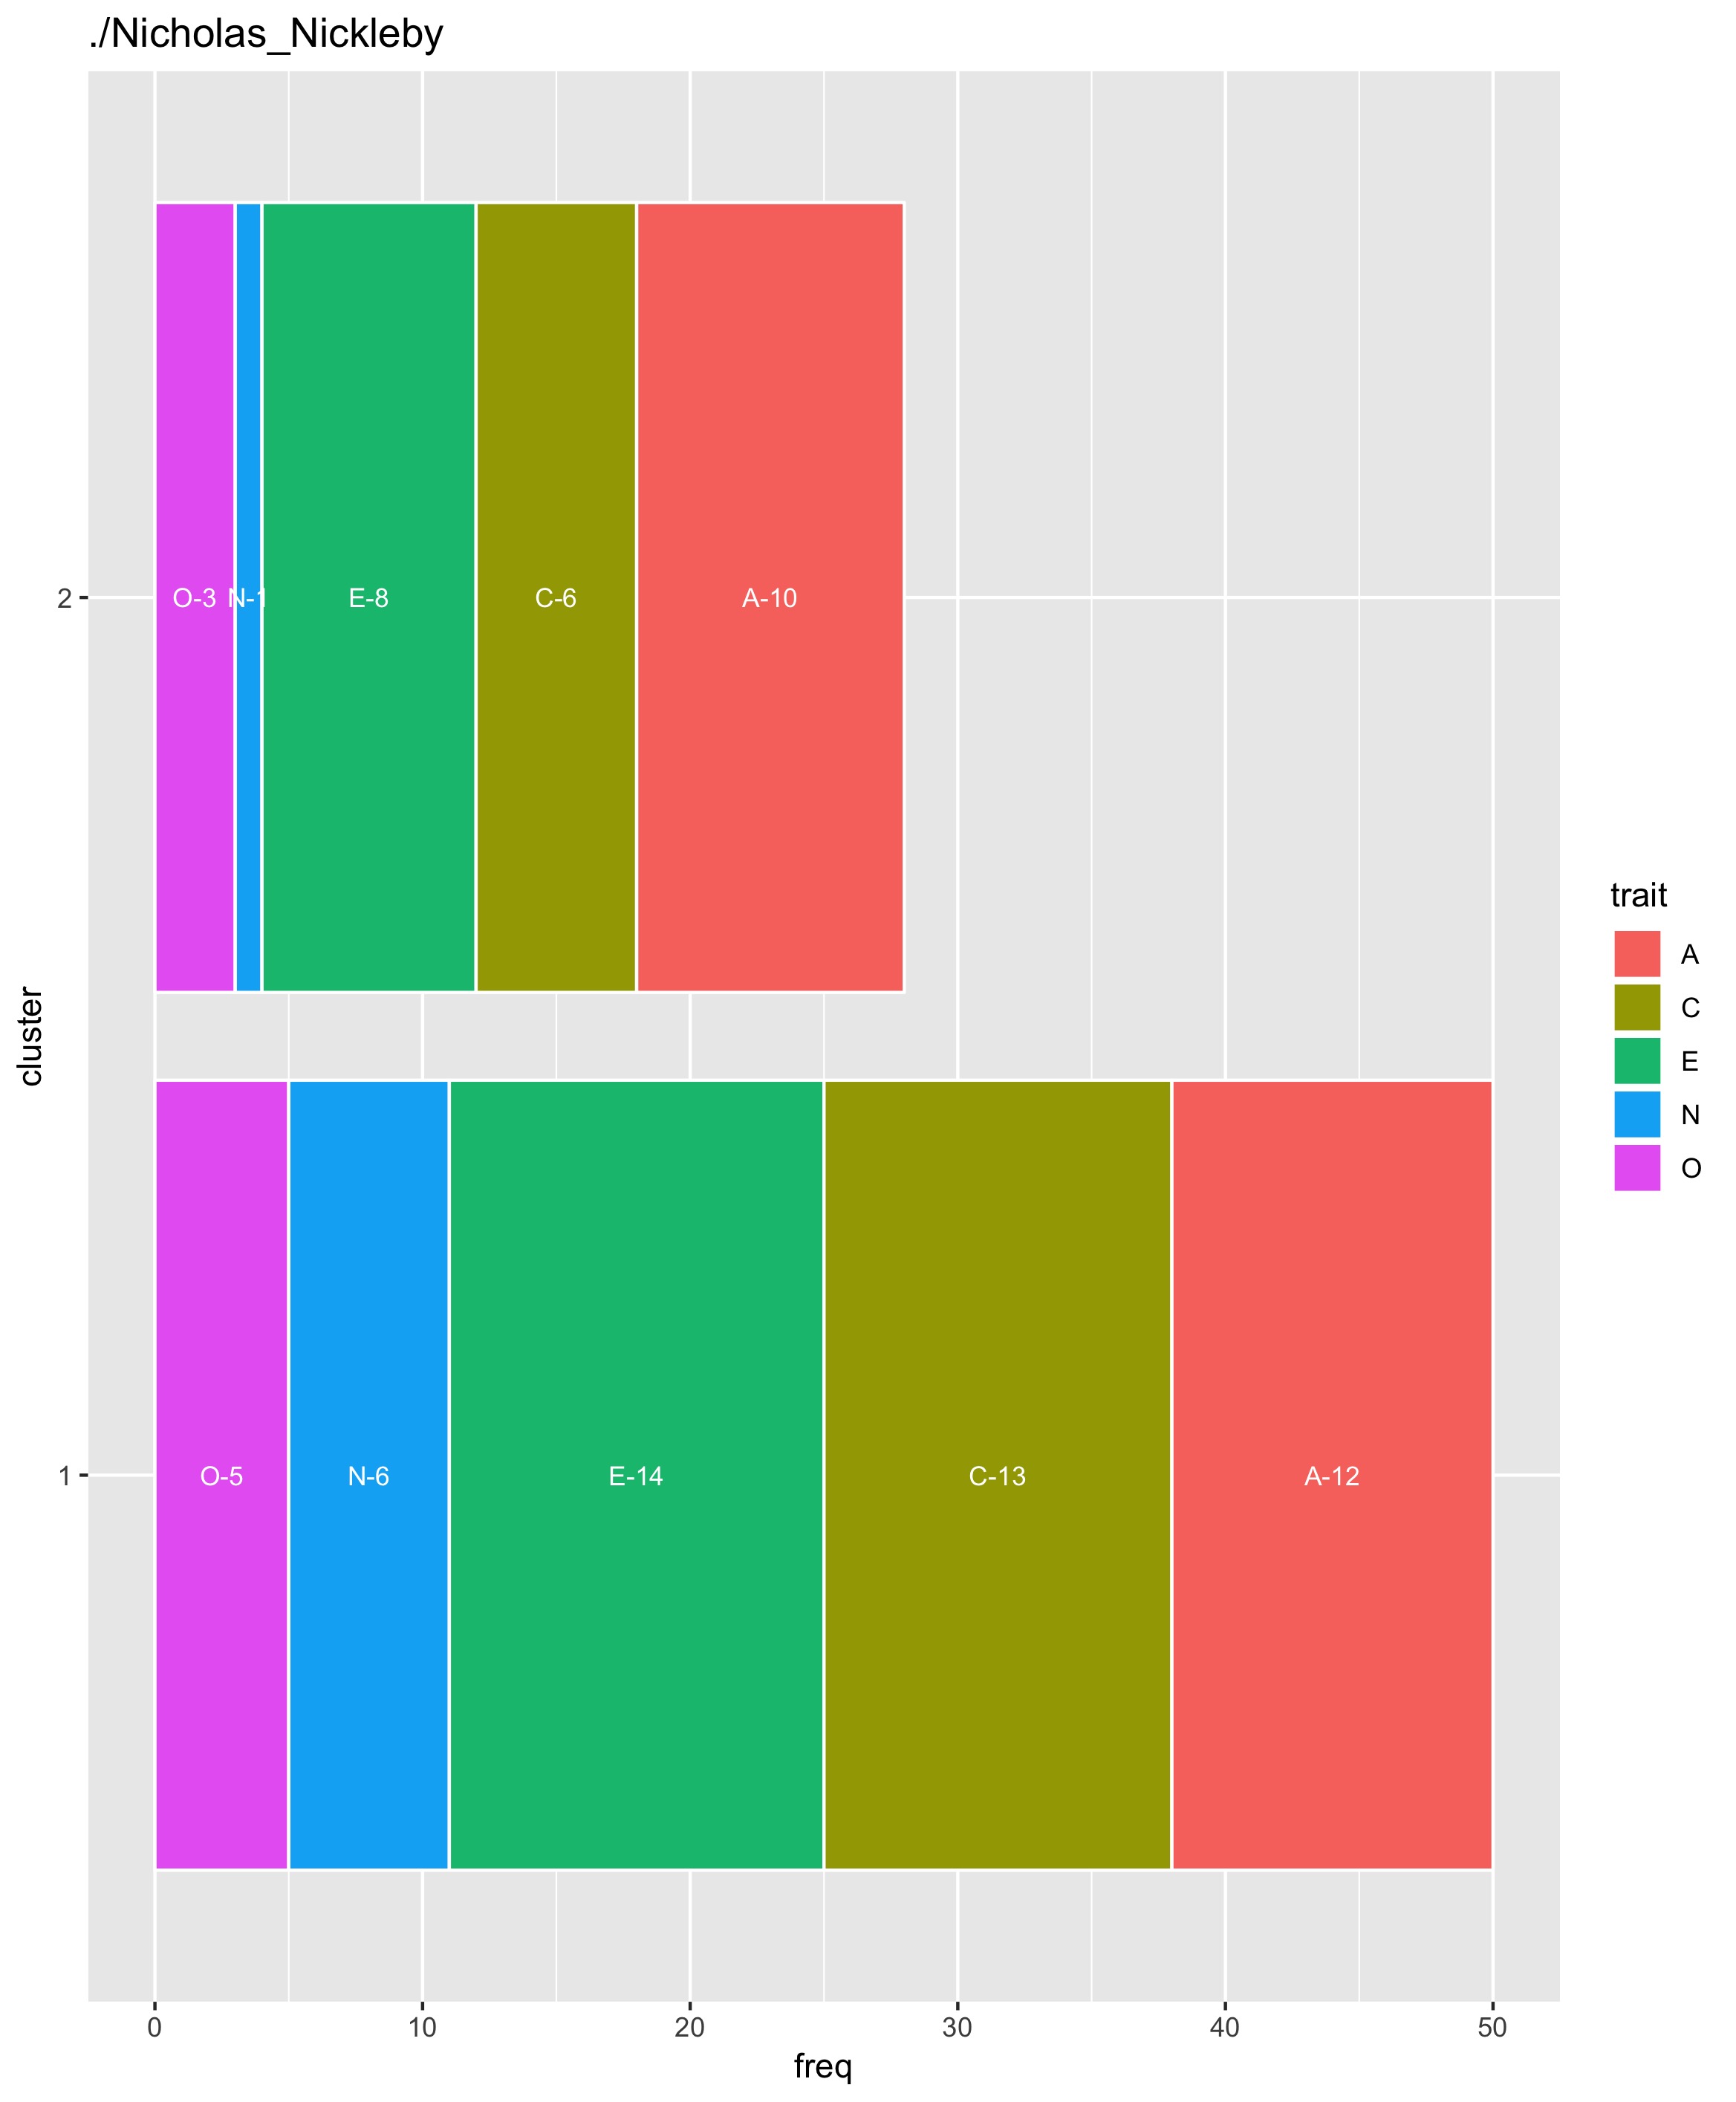 ./Nicholas_Nickleby
cluster
2
O-3 N-1 E-8 C-6 A-10
1
O-5 N-6 E-14 C-13 A-12
0 10 20 30 40 50
freq
trait
A
C
E
N
O